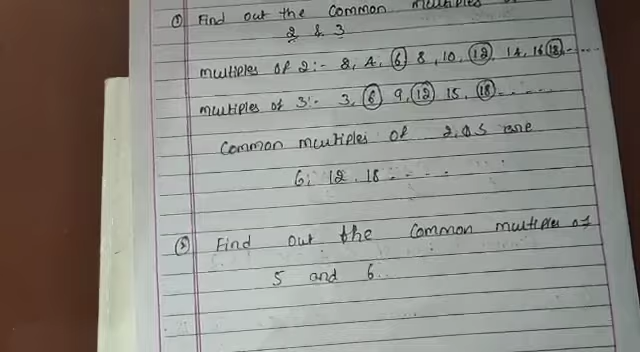 ① Find out the Common multiples
2 & 3
multiples of 2:- 2, 4, 6 8, 10, 12, 14, 16 18......
multiples of 3:- 3, 6, 9, 12 15, 18......
Common multiples of 2, 03 are
6, 12, 18 - - . . .
② Find out the Common multiples of
5 and 6.